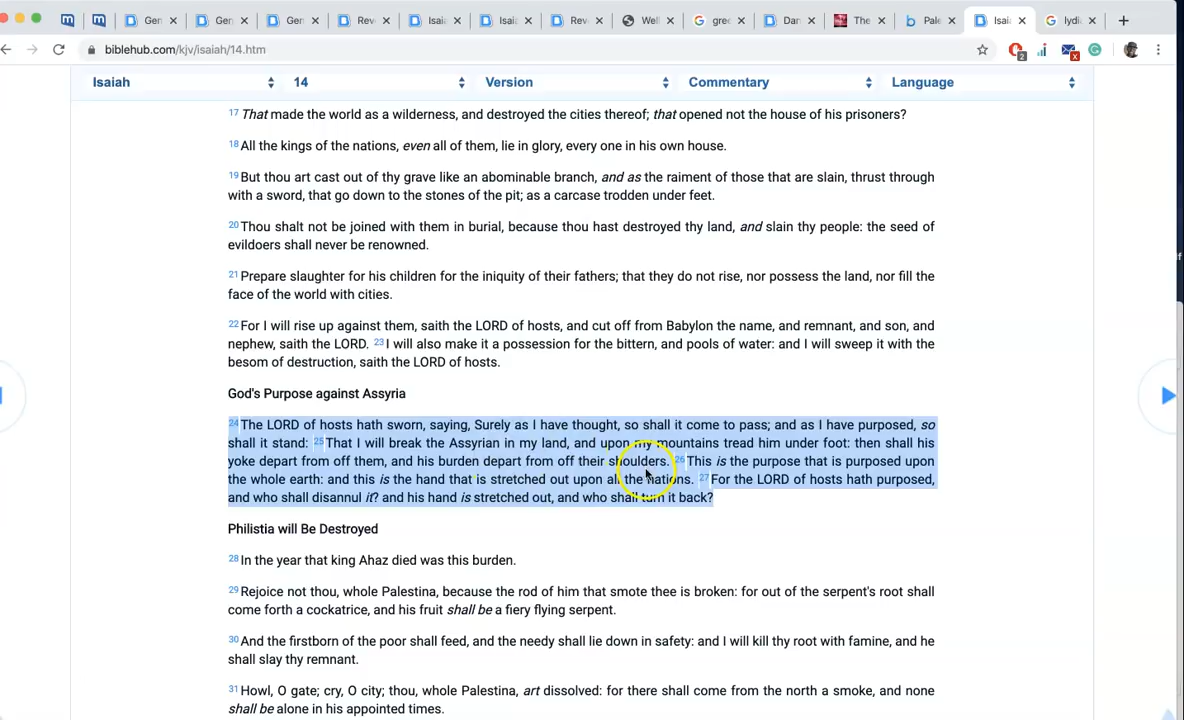 Gen
Gen
Gen
Reve
Isaia
Isaia
Reve
Well
gree
Dan
The
Pale
Isai
lydi
biblehub.com/kjv/isaiah/14.htm
2
x
Isaiah
14
Version
Commentary
Language
17 That made the world as a wilderness, and destroyed the cities thereof; that opened not the house of his prisoners?
18 All the kings of the nations, even all of them, lie in glory, every one in his own house.
19 But thou art cast out of thy grave like an abominable branch, and as the raiment of those that are slain, thrust through
with a sword, that go down to the stones of the pit; as a carcase trodden under feet.
20 Thou shalt not be joined with them in burial, because thou hast destroyed thy land, and slain thy people: the seed of
evildoers shall never be renowned.
21 Prepare slaughter for his children for the iniquity of their fathers; that they do not rise, nor possess the land, nor fill the
face of the world with cities.
22 For I will rise up against them, saith the LORD of hosts, and cut off from Babylon the name, and remnant, and son, and
nephew, saith the LORD. 23 I will also make it a possession for the bittern, and pools of water: and I will sweep it with the
besom of destruction, saith the LORD of hosts.
God's Purpose against Assyria
24 The LORD of hosts hath sworn, saying, Surely as I have thought, so shall it come to pass; and as I have purposed, so
shall it stand: 25 That I will break the Assyrian in my land, and upon my mountains tread him under foot: then shall his
yoke depart from off them, and his burden depart from off their shoulders. 26 This is the purpose that is purposed upon
the whole earth: and this is the hand that is stretched out upon all the nations. 27 For the LORD of hosts hath purposed,
and who shall disannul it? and his hand is stretched out, and who shall turn it back?
Philistia will Be Destroyed
28 In the year that king Ahaz died was this burden.
29 Rejoice not thou, whole Palestina, because the rod of him that smote thee is broken: for out of the serpent's root shall
come forth a cockatrice, and his fruit shall be a fiery flying serpent.
30 And the firstborn of the poor shall feed, and the needy shall lie down in safety: and I will kill thy root with famine, and he
shall slay thy remnant.
31 Howl, O gate; cry, O city; thou, whole Palestina, art dissolved: for there shall come from the north a smoke, and none
shall be alone in his appointed times.